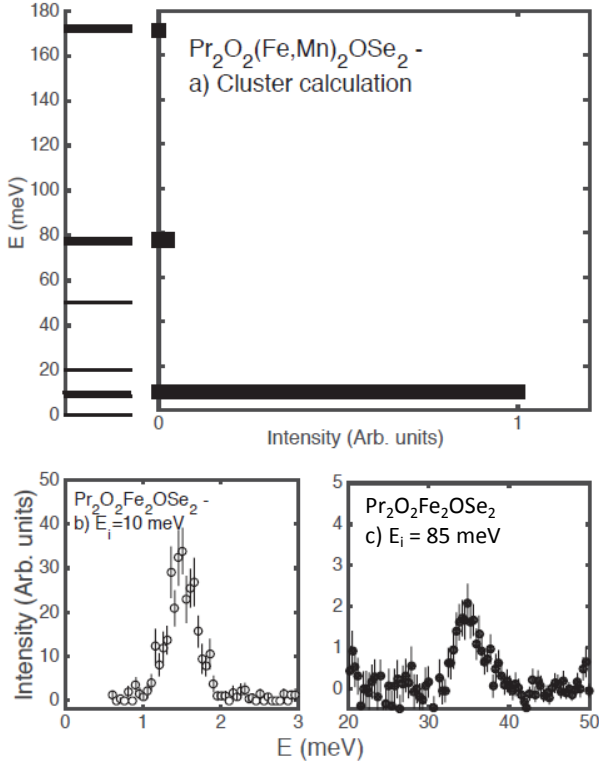 180
160
140
120
100
80
60
40
20
0
E (meV)
Pr2O2(Fe,Mn)2OSe2 -
a) Cluster calculation
0 1
Intensity (Arb. units)
50
40
30
20
10
0
Intensity (Arb. units)
Pr2O2Fe2OSe2 -
b) E_i=10 meV
0 1 2 3
5
4
3
2
1
0
Pr2O2Fe2OSe2
c) Ei = 85 meV
20 30 40 50
E (meV)